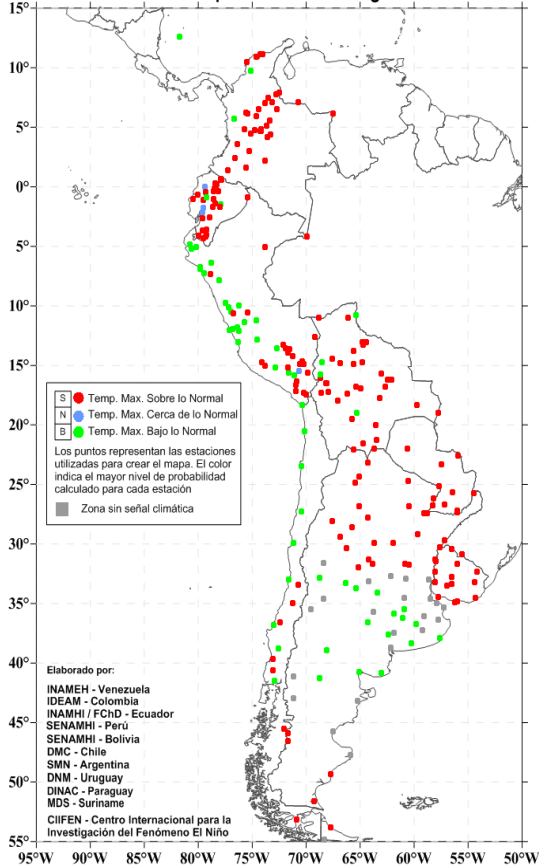 15°
10°
5°
0°
5°
10°
15°
20°
25°
30°
35°
40°
45°
50°
55°
S Temp. Max. Sobre lo Normal
N Temp. Max. Cerca de lo Normal
B Temp. Max. Bajo lo Normal
Los puntos representan las estaciones
utilizadas para crear el mapa. El color
indica el mayor nivel de probabilidad
calculado para cada estación
Zona sin señal climática
Elaborado por:
INAMEH - Venezuela
IDEAM - Colombia
INAMHI / FChD - Ecuador
SENAMHI - Perú
SENAMHI - Bolivia
DMC - Chile
SMN - Argentina
DNM - Uruguay
DINAC - Paraguay
MDS - Suriname
CIIFEN - Centro Internacional para la
Investigación del Fenómeno El Niño
95°W 90°W 85°W 80°W 75°W 70°W 65°W 60°W 55°W 50°W